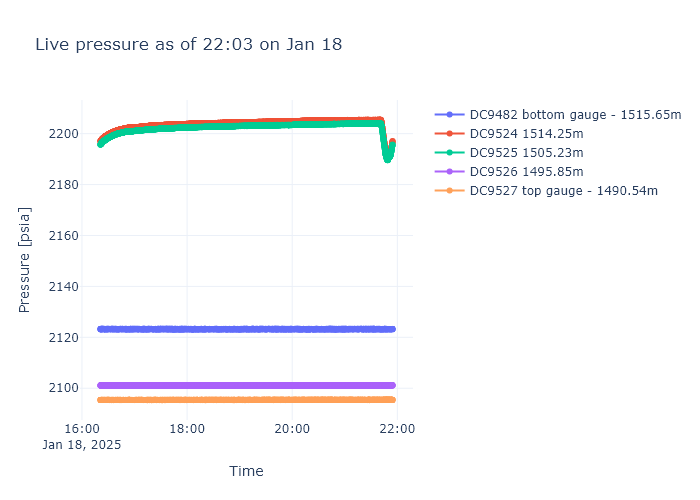 Live pressure as of 22:03 on Jan 18
DC9482 bottom gauge - 1515.65m
DC9524 1514.25m
DC9525 1505.23m
DC9526 1495.85m
DC9527 top gauge - 1490.54m
Pressure [psia]
2200
2180
2160
2140
2120
2100
16:00
18:00
20:00
22:00
Jan 18, 2025
Time